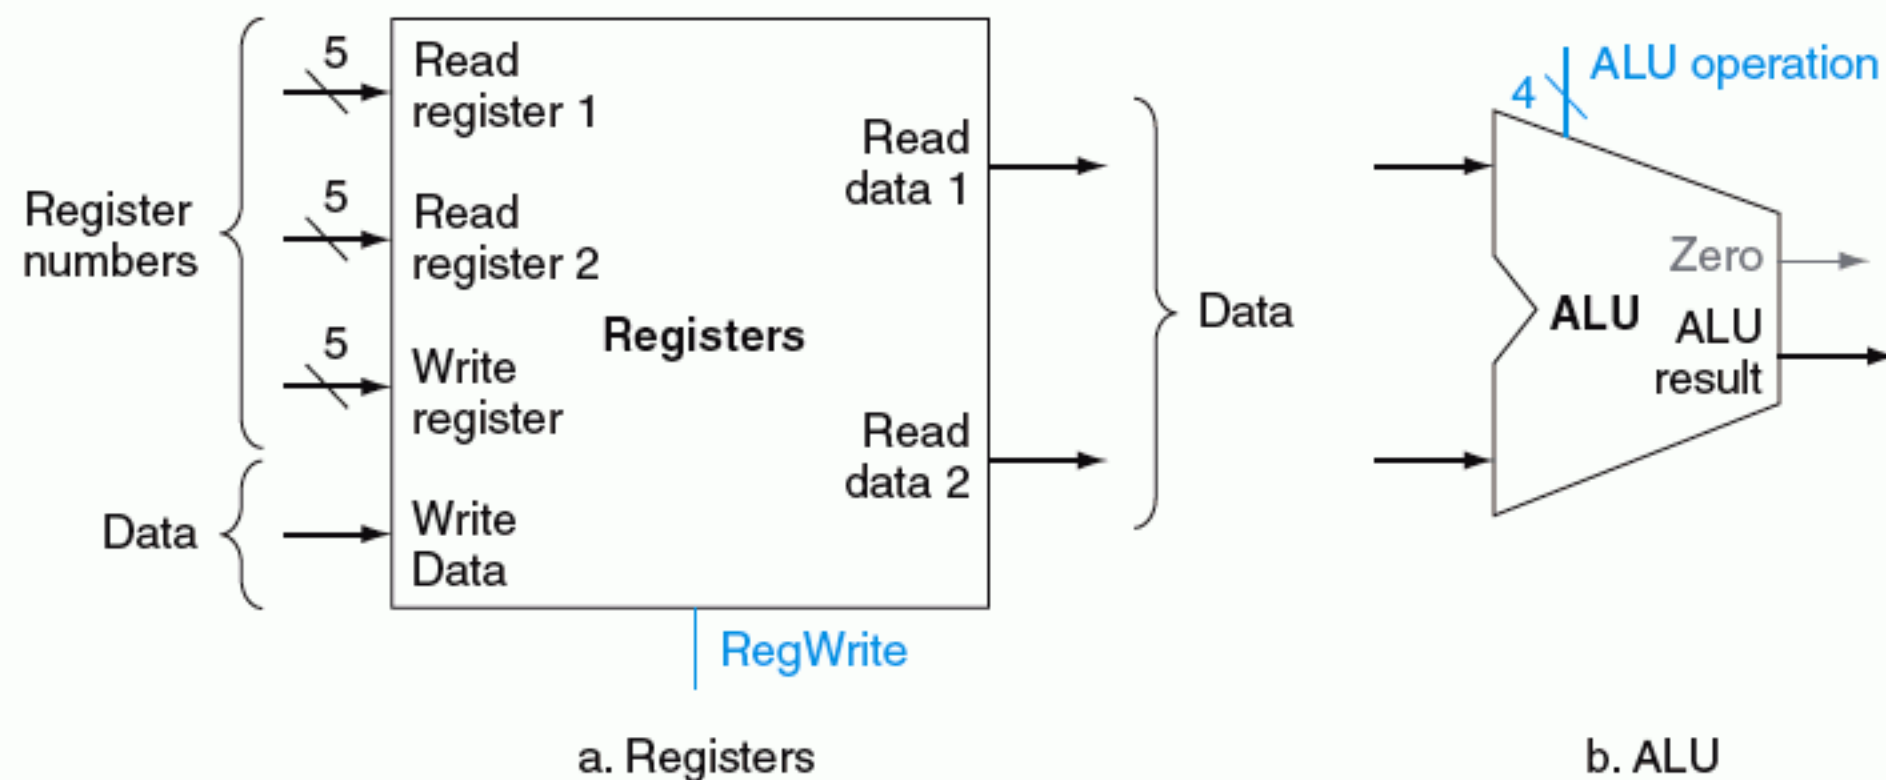 Register
numbers
Data
5
5
5
Read
register 1
Read
register 2
Write
register
Write
Data
Registers
Read
data 1
Read
data 2
RegWrite
Data
4
ALU operation
Zero
ALU
ALU
result
a. Registers
b. ALU